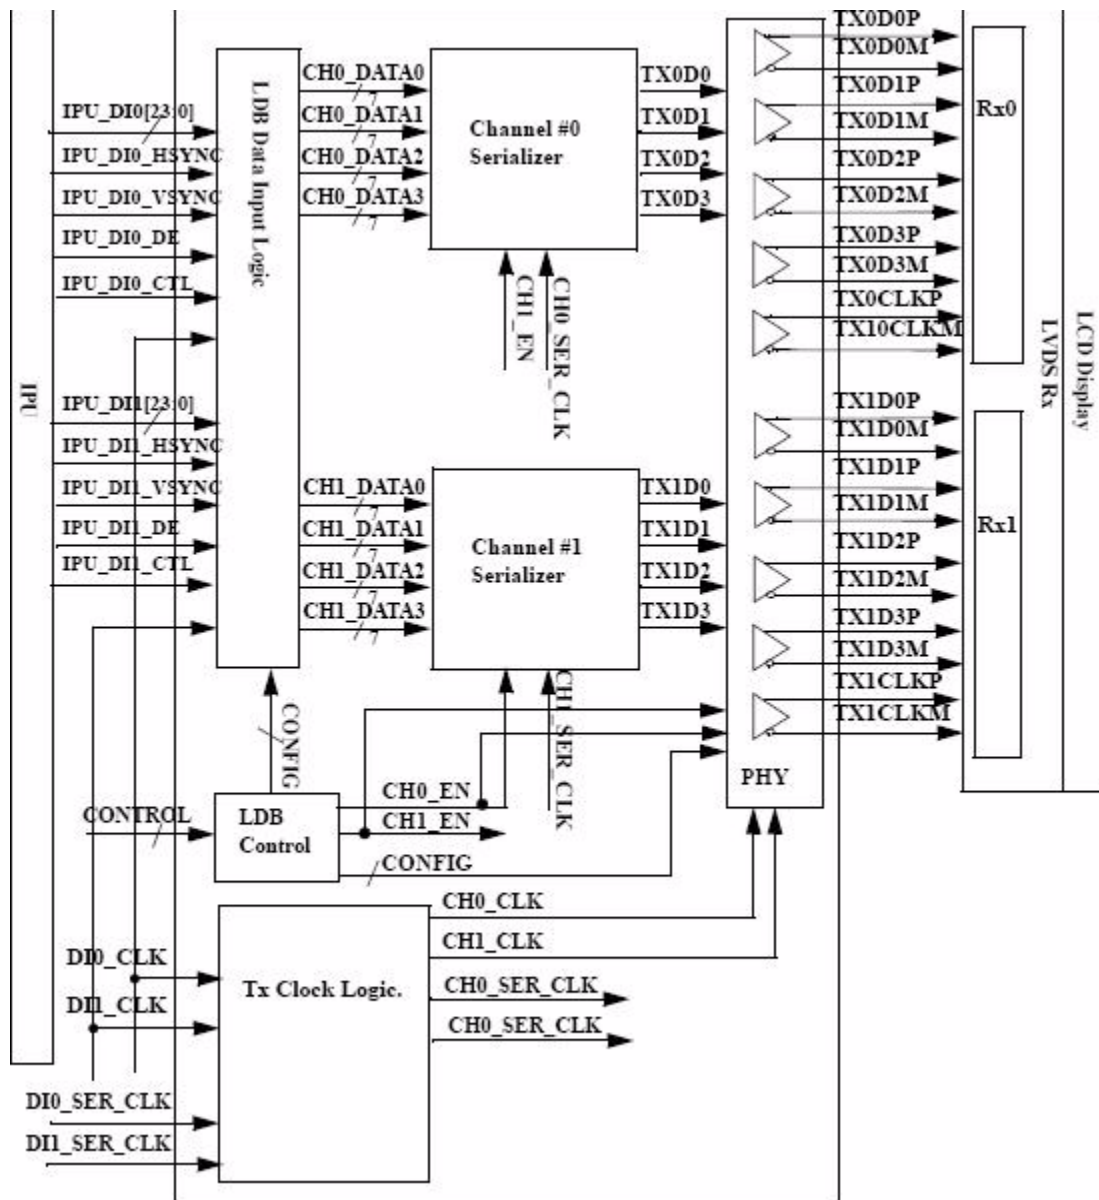 IPU
IPU_DI0[23:0]
IPU_DI0_HSYNC
IPU_DI0_VSYNC
IPU_DI0_DE
IPU_DI0_CTL
IPU_DI1[23:0]
IPU_DI1_HSYNC
IPU_DI1_VSYNC
IPU_DI1_DE
IPU_DI1_CTL
LDB Data Input Logic
CH0_DATA0
7
CH0_DATA1
7
CH0_DATA2
7
CH0_DATA3
7
Channel #0
Serializer
CH1_EN
CH0_SER_CLK
TX0D0
TX0D1
TX0D2
TX0D3
CH1_DATA0
7
CH1_DATA1
7
CH1_DATA2
7
CH1_DATA3
7
Channel #1
Serializer
CH1_SER_CLK
TX1D0
TX1D1
TX1D2
TX1D3
PHY
TX0D0P
TX0D0M
TX0D1P
TX0D1M
TX0D2P
TX0D2M
TX0D3P
TX0D3M
TX0CLKP
TX10CLKM
TX1D0P
TX1D0M
TX1D1P
TX1D1M
TX1D2P
TX1D2M
TX1D3P
TX1D3M
TX1CLKP
TX1CLKM
Rx0
Rx1
LVDS Rx
LCD Display
CONFIG
CONTROL
LDB
Control
CH0_EN
CH1_EN
CONFIG
DI0_CLK
DI1_CLK
DI0_SER_CLK
DI1_SER_CLK
Tx Clock Logic.
CH0_CLK
CH1_CLK
CH0_SER_CLK
CH0_SER_CLK